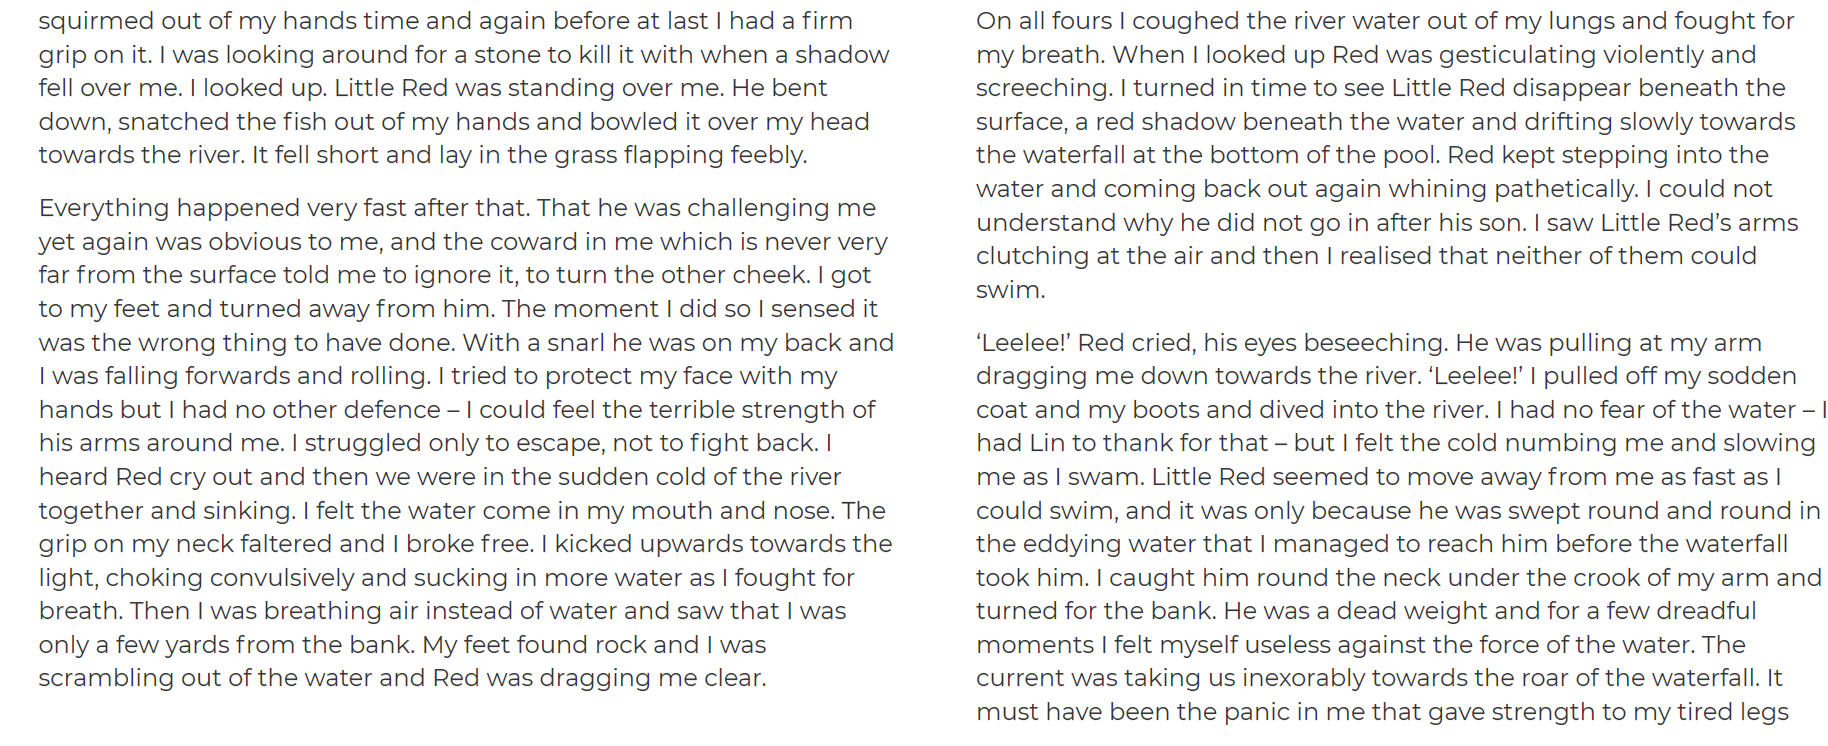 squirmed out of my hands time and again before at last I had a firm
grip on it. I was looking around for a stone to kill it with when a shadow
fell over me. I looked up. Little Red was standing over me. He bent
down, snatched the fish out of my hands and bowled it over my head
towards the river. It fell short and lay in the grass flapping feebly.
Everything happened very fast after that. That he was challenging me
yet again was obvious to me, and the coward in me which is never very
far from the surface told me to ignore it, to turn the other cheek. I got
to my feet and turned away from him. The moment I did so I sensed it
was the wrong thing to have done. With a snarl he was on my back and
I was falling forwards and rolling. I tried to protect my face with my
hands but I had no other defence – I could feel the terrible strength of
his arms around me. I struggled only to escape, not to fight back. I
heard Red cry out and then we were in the sudden cold of the river
together and sinking. I felt the water come in my mouth and nose. The
grip on my neck faltered and I broke free. I kicked upwards towards the
light, choking convulsively and sucking in more water as I fought for
breath. Then I was breathing air instead of water and saw that I was
only a few yards from the bank. My feet found rock and I was
scrambling out of the water and Red was dragging me clear.
On all fours I coughed the river water out of my lungs and fought for
my breath. When I looked up Red was gesticulating violently and
screeching. I turned in time to see Little Red disappear beneath the
surface, a red shadow beneath the water and drifting slowly towards
the waterfall at the bottom of the pool. Red kept stepping into the
water and coming back out again whining pathetically. I could not
understand why he did not go in after his son. I saw Little Red’s arms
clutching at the air and then I realised that neither of them could
swim.
‘Leelee!’ Red cried, his eyes beseeching. He was pulling at my arm
dragging me down towards the river. ‘Leelee!’ I pulled off my sodden
coat and my boots and dived into the river. I had no fear of the water – I
had Lin to thank for that – but I felt the cold numbing me and slowing
me as I swam. Little Red seemed to move away from me as fast as I
could swim, and it was only because he was swept round and round in
the eddying water that I managed to reach him before the waterfall
took him. I caught him round the neck under the crook of my arm and
turned for the bank. He was a dead weight and for a few dreadful
moments I felt myself useless against the force of the water. The
current was taking us inexorably towards the roar of the waterfall. It
must have been the panic in me that gave strength to my tired legs